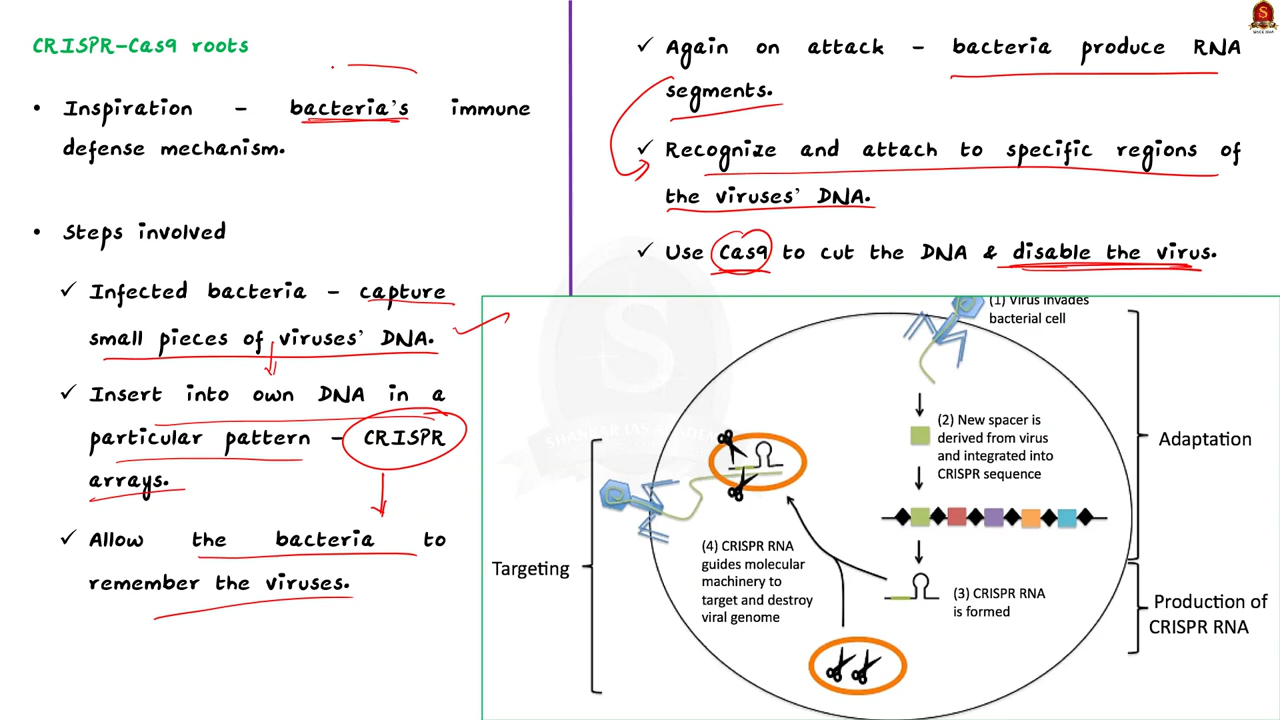 CRISPR-Cas9 roots
• Inspiration - bacteria's immune
defense mechanism.
• Steps involved
✓ Infected bacteria - capture
small pieces of viruses' DNA.
✓ Insert into own DNA in a
particular pattern - CRISPR
arrays.
✓ Allow the bacteria to
remember the viruses.
✓ Again on attack - bacteria produce RNA
segments.
✓ Recognize and attach to specific regions of
the viruses' DNA.
✓ Use Cas9 to cut the DNA & disable the virus.
(1) Virus invades
bacterial cell
(2) New spacer is
derived from virus
and integrated into
CRISPR sequence
Adaptation
(3) CRISPR RNA
is formed
Production of
CRISPR RNA
(4) CRISPR RNA
guides molecular
machinery to
target and destroy
viral genome
Targeting
S
SHANKAR IAS ACADEMY
S